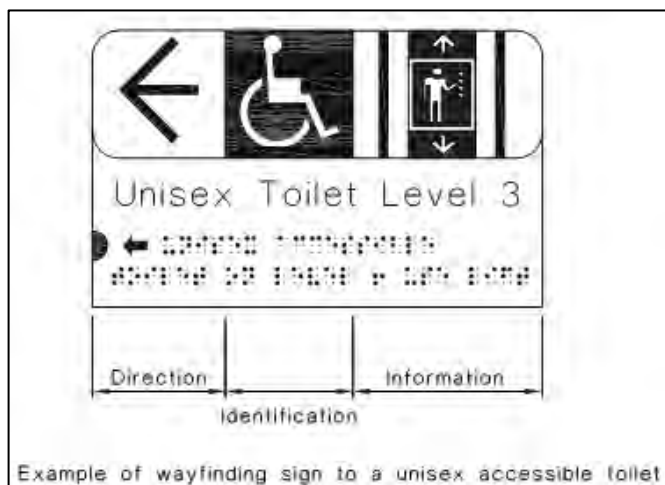 Unisex Toilet Level 3
Direction Information
Identification
Example of wayfinding sign to a unisex accessible toilet